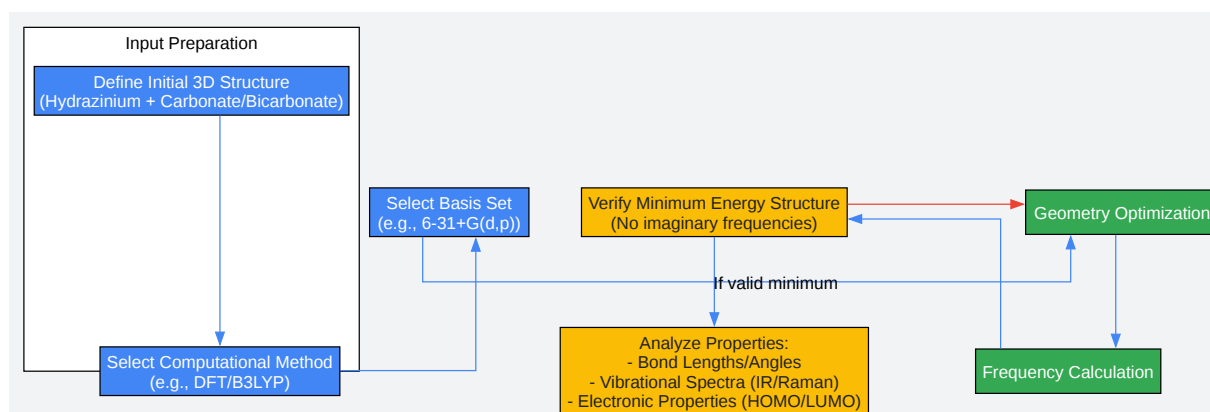 Input Preparation
Define Initial 3D Structure
(Hydrazinium + Carbonate/Bicarbonate)
Select Basis Set
(e.g., 6-31+G(d,p))
Verify Minimum Energy Structure
(No imaginary frequencies)
Geometry Optimization
If valid minimum
Select Computational Method
(e.g., DFT/B3LYP)
Analyze Properties:
- Bond Lengths/Angles
- Vibrational Spectra (IR/Raman)
- Electronic Properties (HOMO/LUMO)
Frequency Calculation